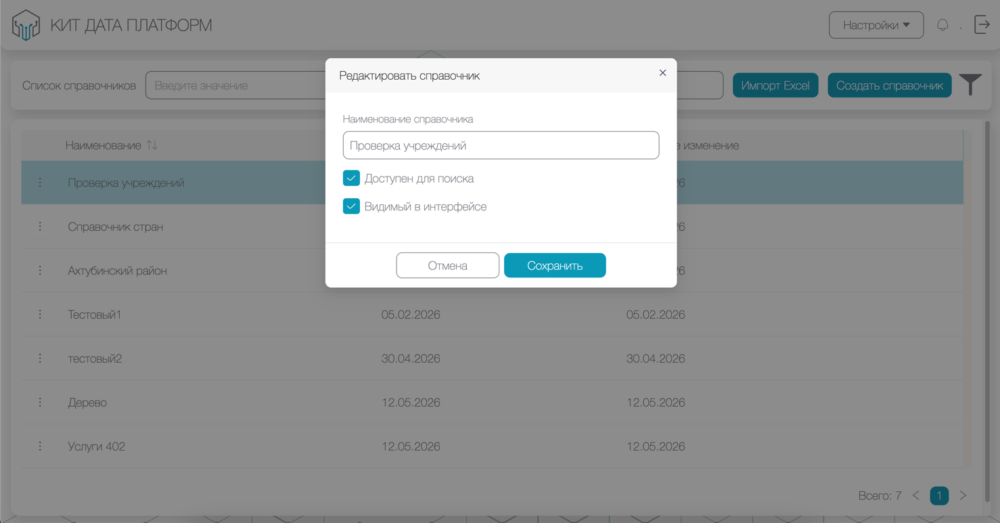 КИТ ДАТА ПЛАТФОРМ
Настройки
Список справочников
Введите значение
Импорт Excel
Создать справочник
Редактировать справочник
Наименование справочника
Проверка учреждений
Доступен для поиска
Видимый в интерфейсе
Отмена
Сохранить
Наименование
изменение
Проверка учреждений
Справочник стран
Ахтубинский район
Тестовый1 05.02.2026 05.02.2026
тестовый2 30.04.2026 30.04.2026
Дерево 12.05.2026 12.05.2026
Услуги 402 12.05.2026 12.05.2026
Всего: 7
1